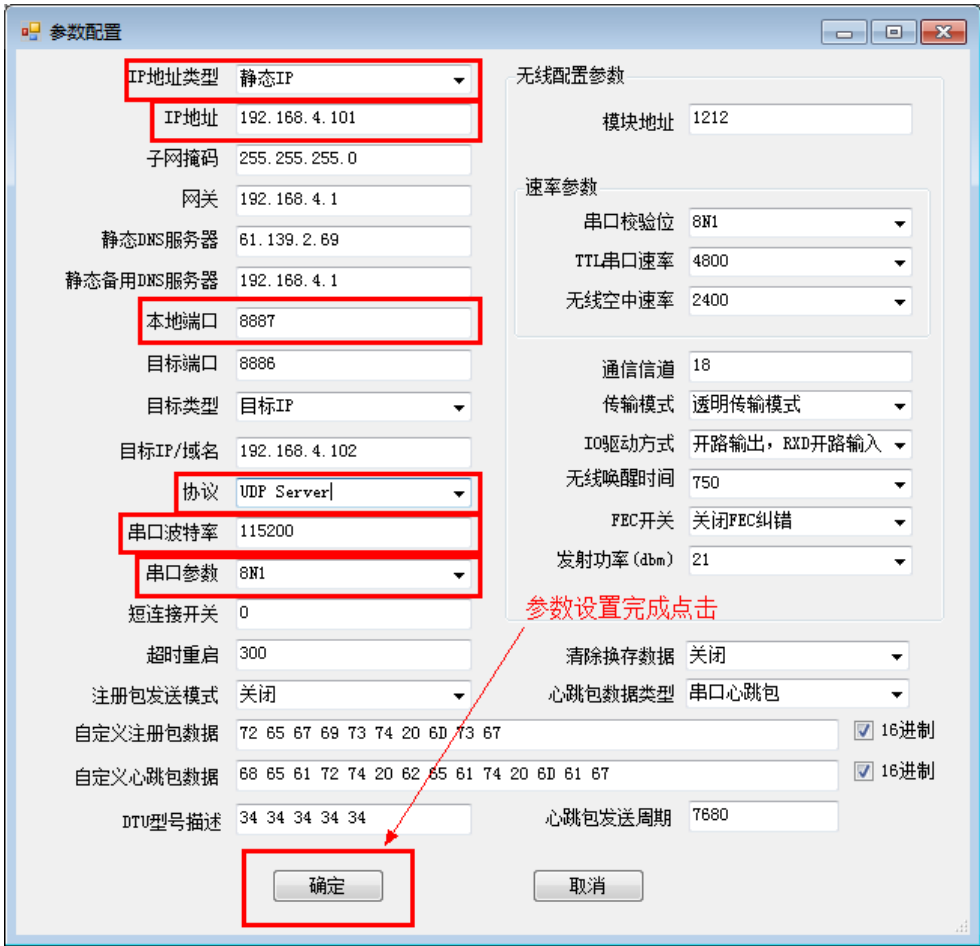 参数配置
IP地址类型 静态IP
IP地址 192.168.4.101
子网掩码 255.255.255.0
网关 192.168.4.1
静态DNS服务器 61.139.2.69
静态备用DNS服务器 192.168.4.1
本地端口 8887
目标端口 8886
目标类型 目标IP
目标IP/域名 192.168.4.102
协议 UDP Server
串口波特率 115200
串口参数 8N1
短连接开关 0
超时重启 300
注册包发送模式 关闭
无线配置参数
模块地址 1212
速率参数
串口校验位 8N1
TTL串口速率 4800
无线空中速率 2400
通信信道 18
传输模式 透明传输模式
IO驱动方式 开路输出，RXD开路输入
无线唤醒时间 750
FEC开关 关闭FEC纠错
发射功率(dbm) 21
参数设置完成点击
清除换存数据 关闭
心跳包数据类型 串口心跳包
自定义注册包数据 72 65 67 69 73 74 20 6D 73 67 16进制
自定义心跳包数据 68 65 61 72 74 20 62 65 61 74 20 6D 61 67 16进制
DTU型号描述 34 34 34 34 34 心跳包发送周期 7680
确定 取消